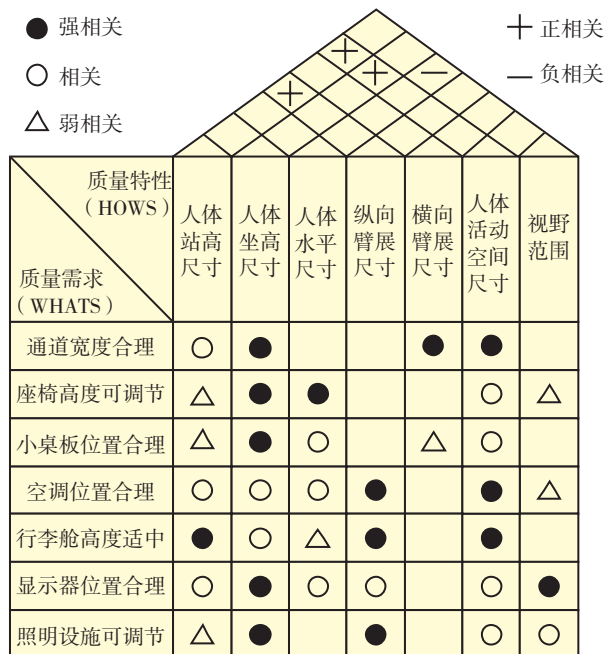 强相关
相关
弱相关
正相关
负相关
质量特性
（HOWS）
质量需求
（WHATS）
人体
站高
尺寸
人体
坐高
尺寸
人体
水平
尺寸
纵向
臂展
尺寸
横向
臂展
尺寸
人体
活动
空间
尺寸
视野
范围
通道宽度合理
座椅高度可调节
小桌板位置合理
空调位置合理
行李舱高度适中
显示器位置合理
照明设施可调节